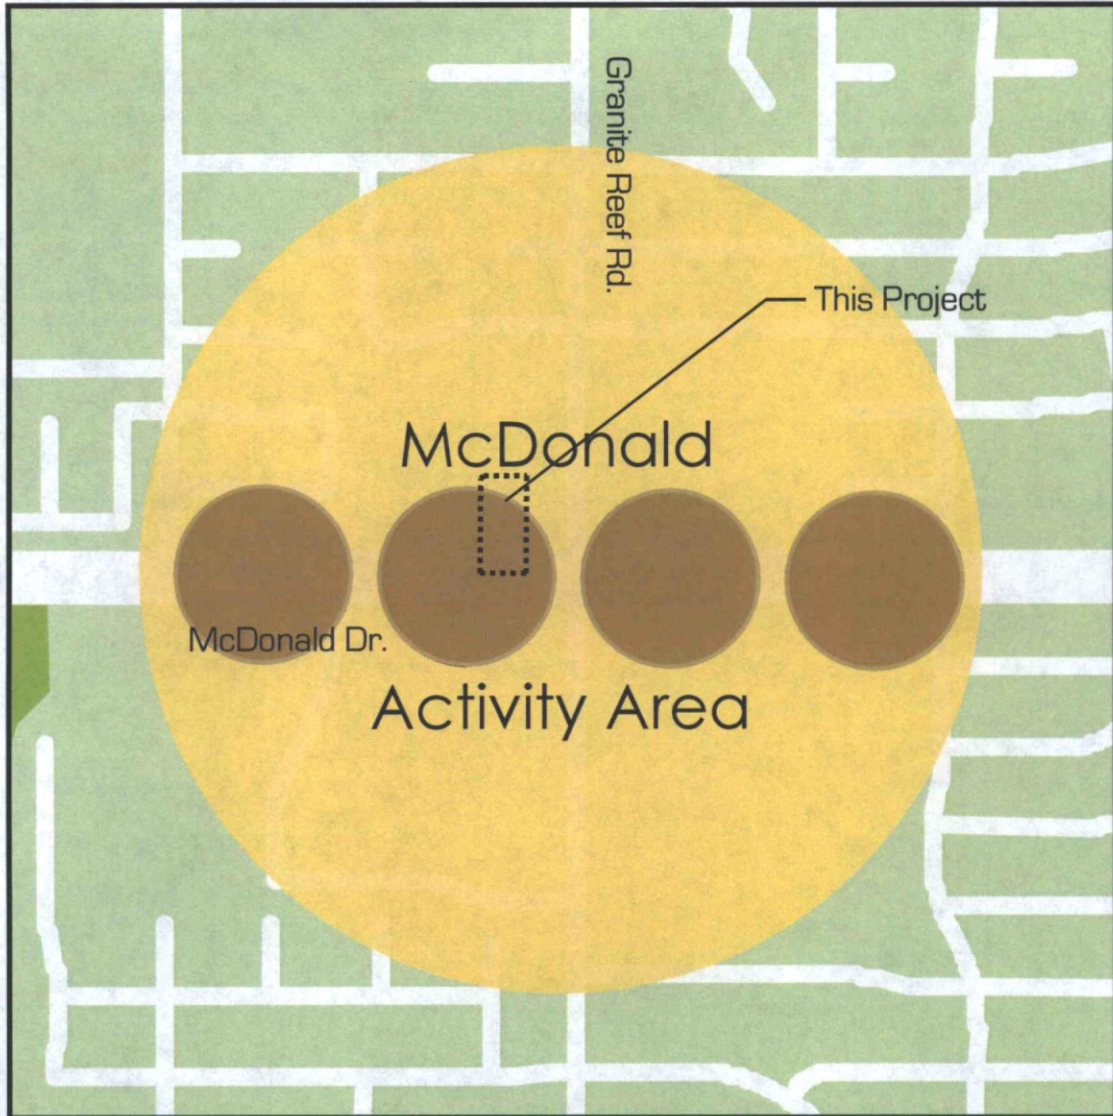 Granite Reef Rd.
This Project
McDonald
McDonald Dr.
Activity Area